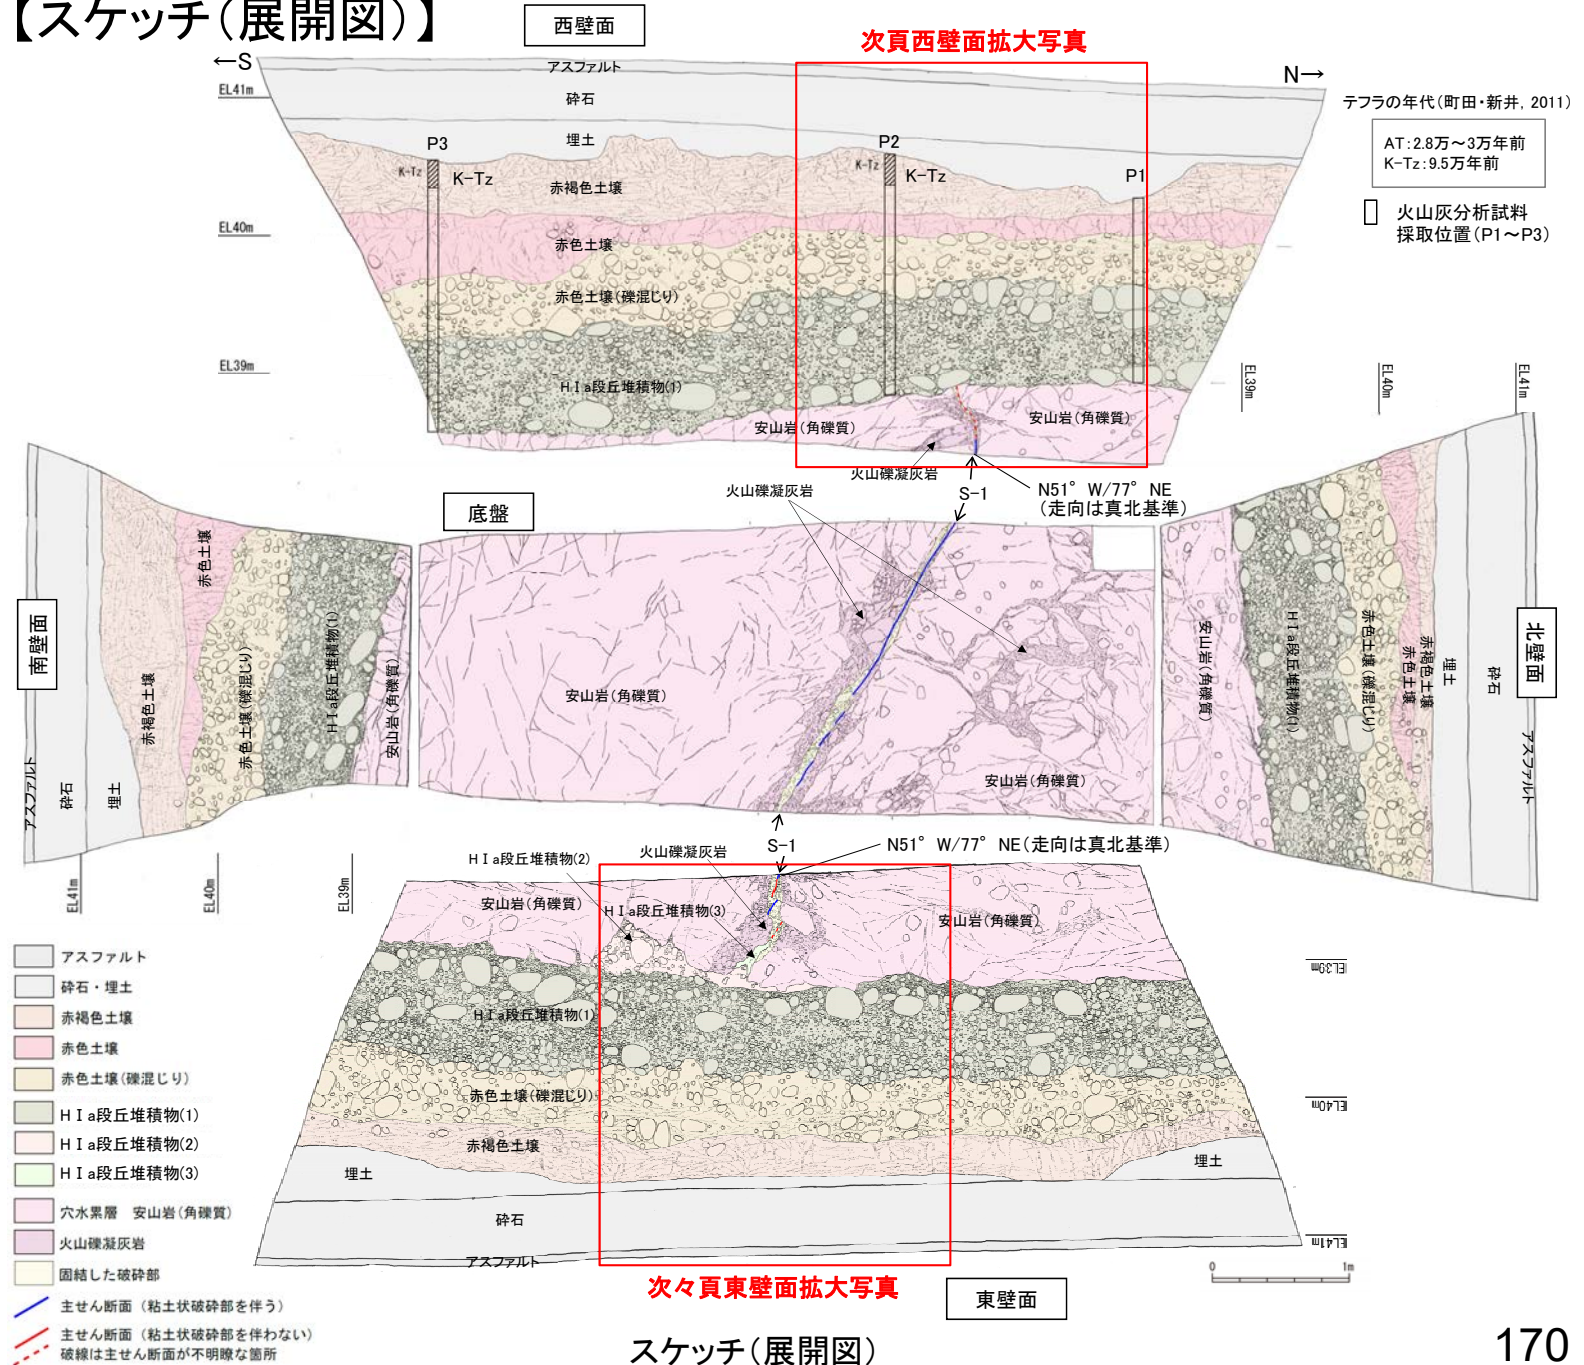 【スケッチ(展開図)】
西壁面
次頁西壁面拡大写真
←S
N→
アスファルト
EL41m
砕石
テフラの年代(町田・新井, 2011)
AT:2.8万～3万年前
K-Tz:9.5万年前
火山灰分析試料
採取位置(P1～P3)
P3
埋土
P2
P1
K-Tz
K-Tz
K-Tz
K-Tz
赤褐色土壌
EL40m
赤色土壌
赤色土壌(礫混じり)
EL39m
HⅠa段丘堆積物(1)
安山岩(角礫質)
安山岩(角礫質)
火山礫凝灰岩
EL39m
EL40m
EL41m
S-1
N51° W/77° NE
(走向は真北基準)
底盤
火山礫凝灰岩
安山岩(角礫質)
安山岩(角礫質)
南壁面
アスファルト
砕石
埋土
赤褐色土壌
赤色土壌
赤色土壌(礫混じり)
HⅠa段丘堆積物(1)
安山岩(角礫質)
EL41m
EL40m
EL39m
北壁面
安山岩(角礫質)
HⅠa段丘堆積物(1)
赤色土壌(礫混じり)
赤色土壌
赤褐色土壌
埋土
砕石
アスファルト
S-1
N51° W/77° NE(走向は真北基準)
HⅠa段丘堆積物(2)
火山礫凝灰岩
安山岩(角礫質)
HⅠa段丘堆積物(3)
安山岩(角礫質)
EL39m
HⅠa段丘堆積物(1)
赤色土壌(礫混じり)
EL40m
赤褐色土壌
埋土
埋土
砕石
EL41m
アスファルト
0
1m
次々頁東壁面拡大写真
東壁面
アスファルト
砕石・埋土
赤褐色土壌
赤色土壌
赤色土壌(礫混じり)
HⅠa段丘堆積物(1)
HⅠa段丘堆積物(2)
HⅠa段丘堆積物(3)
穴水累層 安山岩(角礫質)
火山礫凝灰岩
固結した破砕部
主せん断面 (粘土状破砕部を伴う)
主せん断面 (粘土状破砕部を伴わない)
破線は主せん断面が不明瞭な箇所
スケッチ(展開図)
170